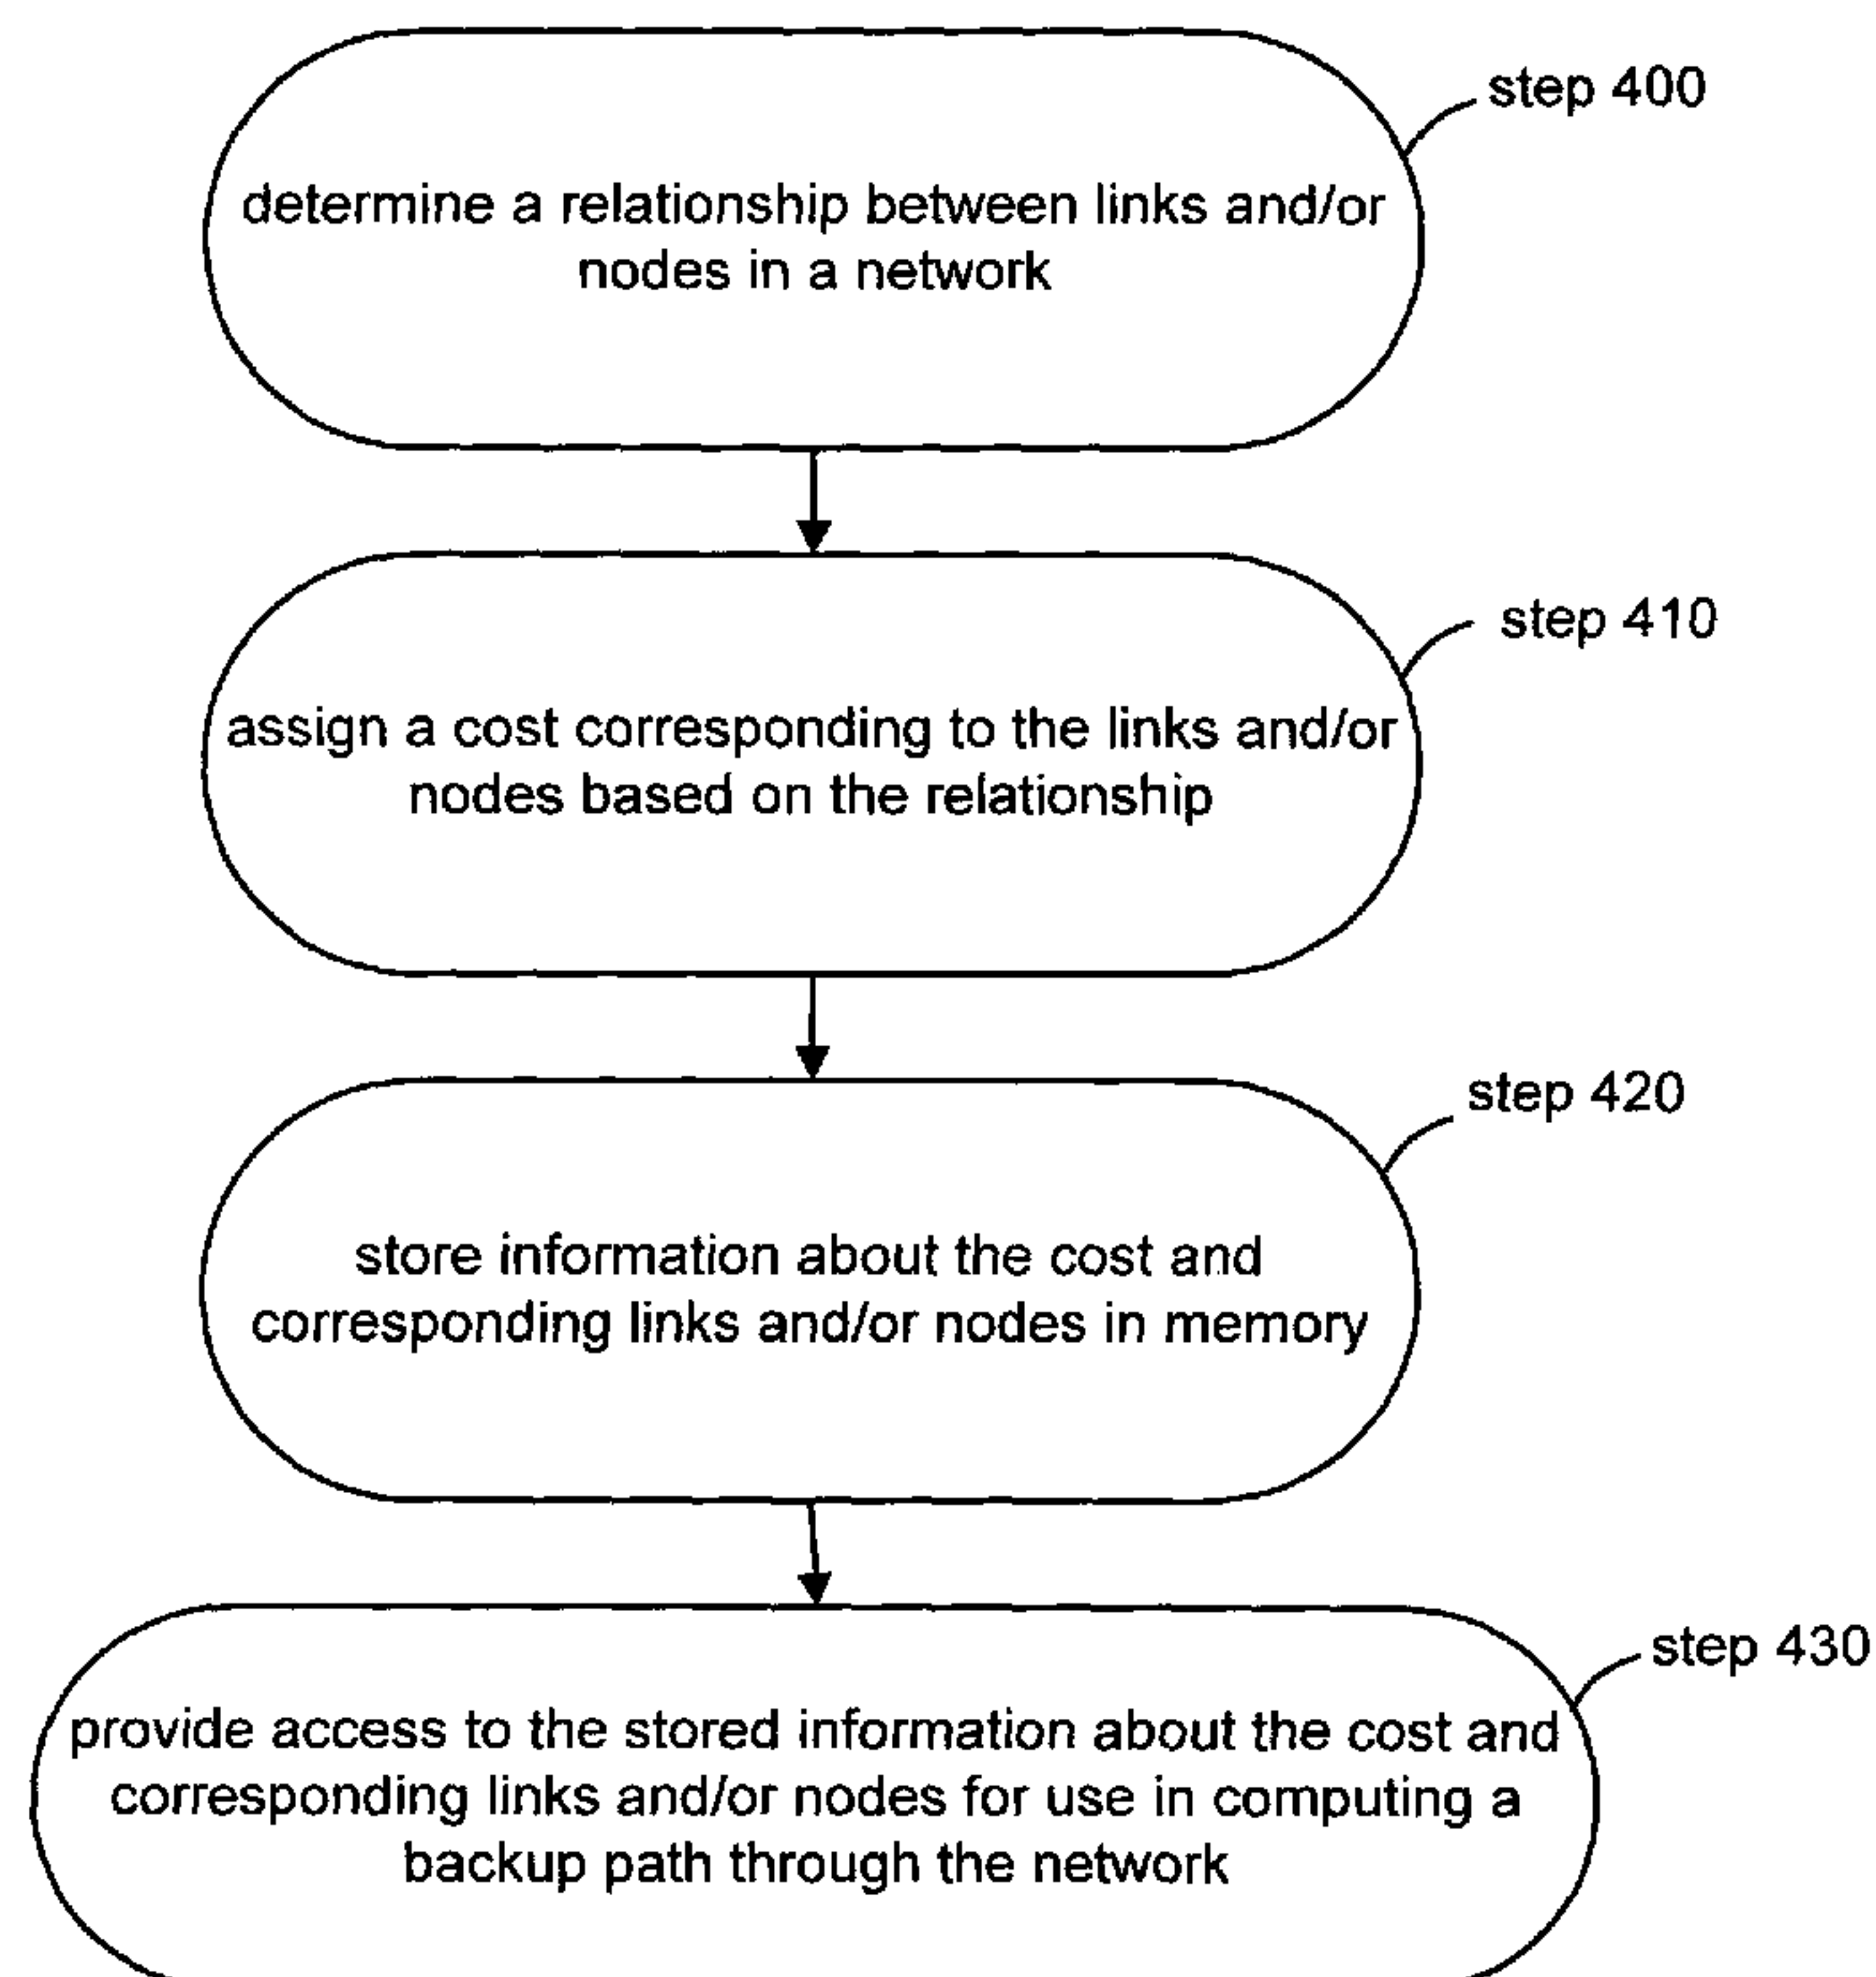 step 400
determine a relationship between links and/or
nodes in a network
step 410
assign a cost corresponding to the links and/or
nodes based on the relationship
step 420
store information about the cost and
corresponding links and/or nodes in memory
step 430
provide access to the stored information about the cost and
corresponding links and/or nodes for use in computing a
backup path through the network